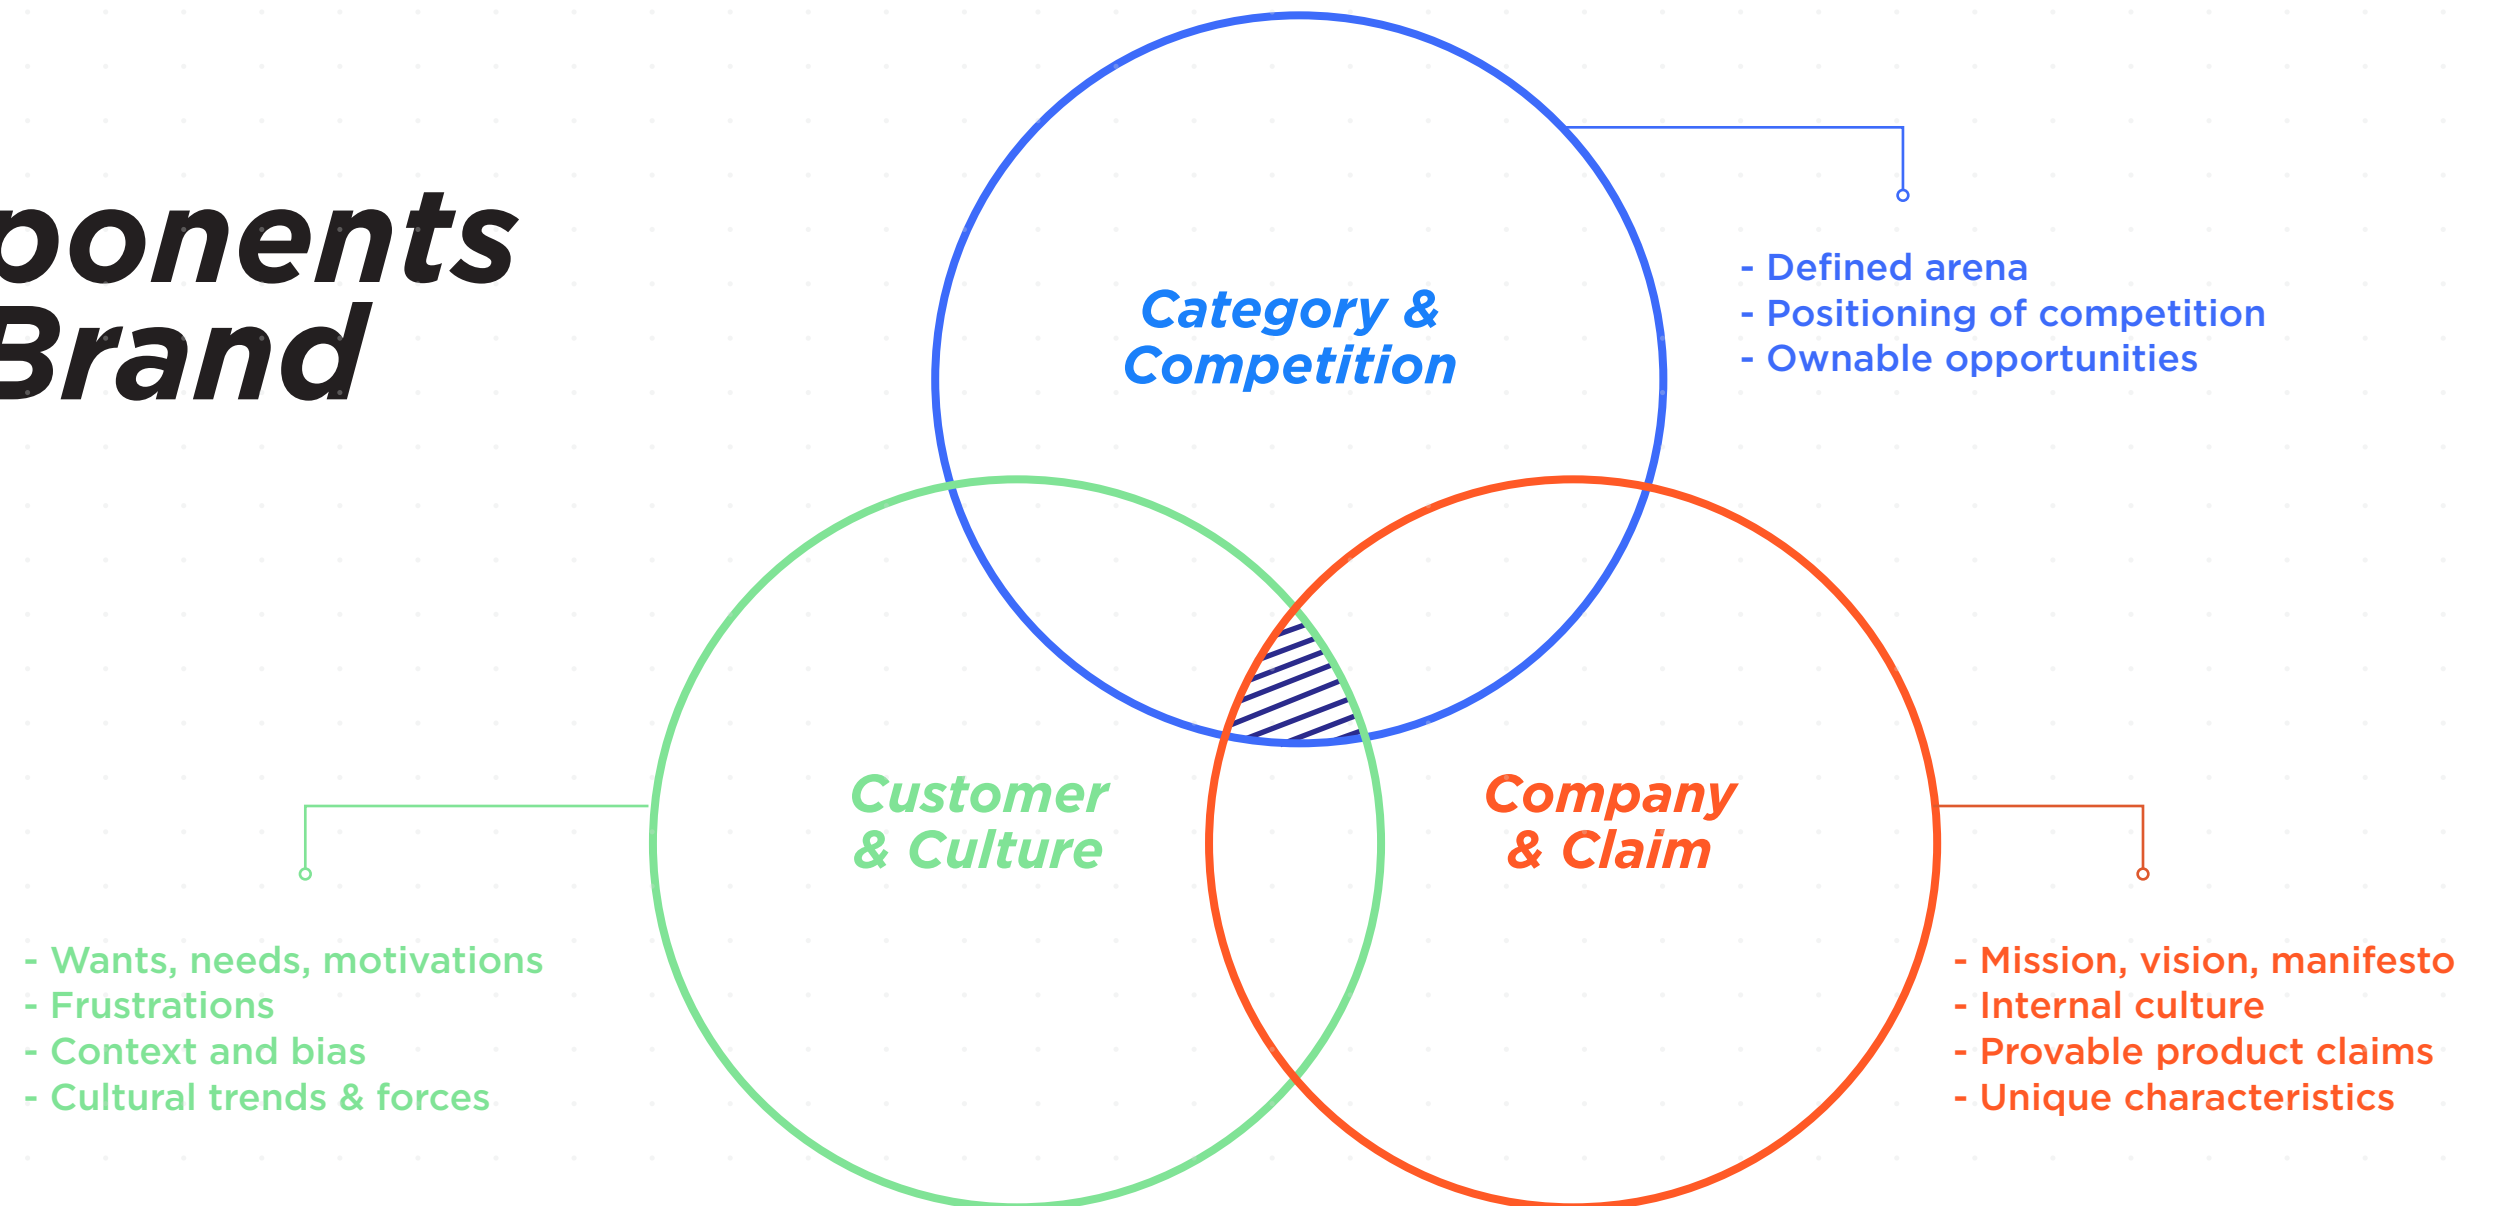 ponents
Brand
Category &
Competition
- Defined arena
- Positioning of competition
- Ownable opportunities
Customer
& Culture
Company
& Claim
- Wants, needs, motivations
- Frustrations
- Context and bias
- Cultural trends & forces
- Mission, vision, manifesto
- Internal culture
- Provable product claims
- Unique characteristics